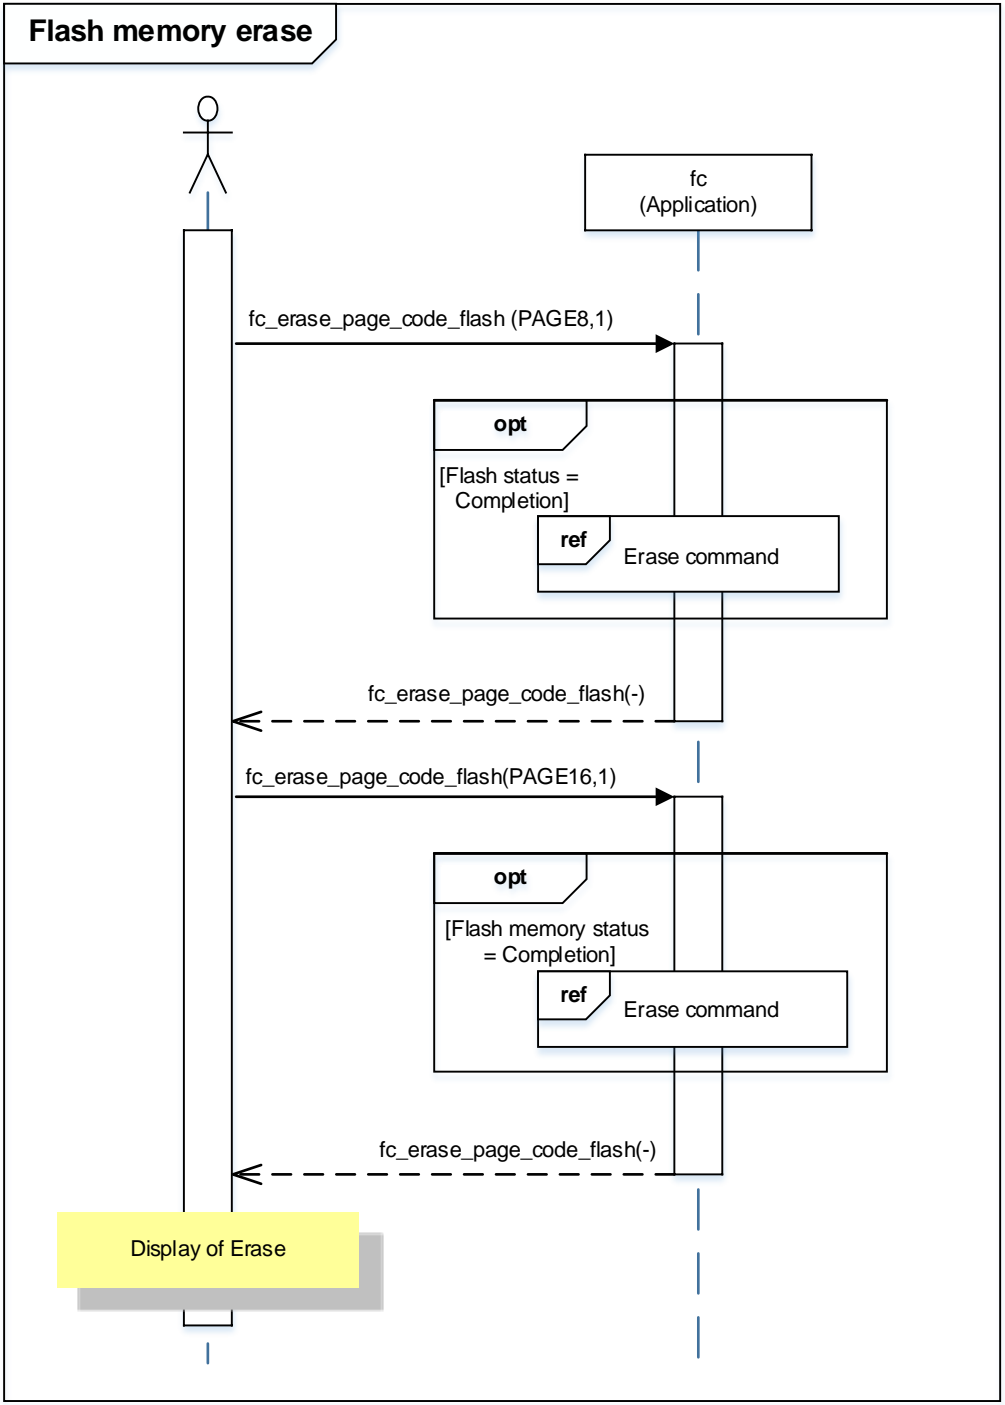 Flash memory erase
fc
(Application)
fc_erase_page_code_flash (PAGE8,1)
opt
[Flash status =
Completion]
ref
Erase command
fc_erase_page_code_flash(-)
fc_erase_page_code_flash(PAGE16,1)
opt
[Flash memory status
= Completion]
ref
Erase command
fc_erase_page_code_flash(-)
Display of Erase